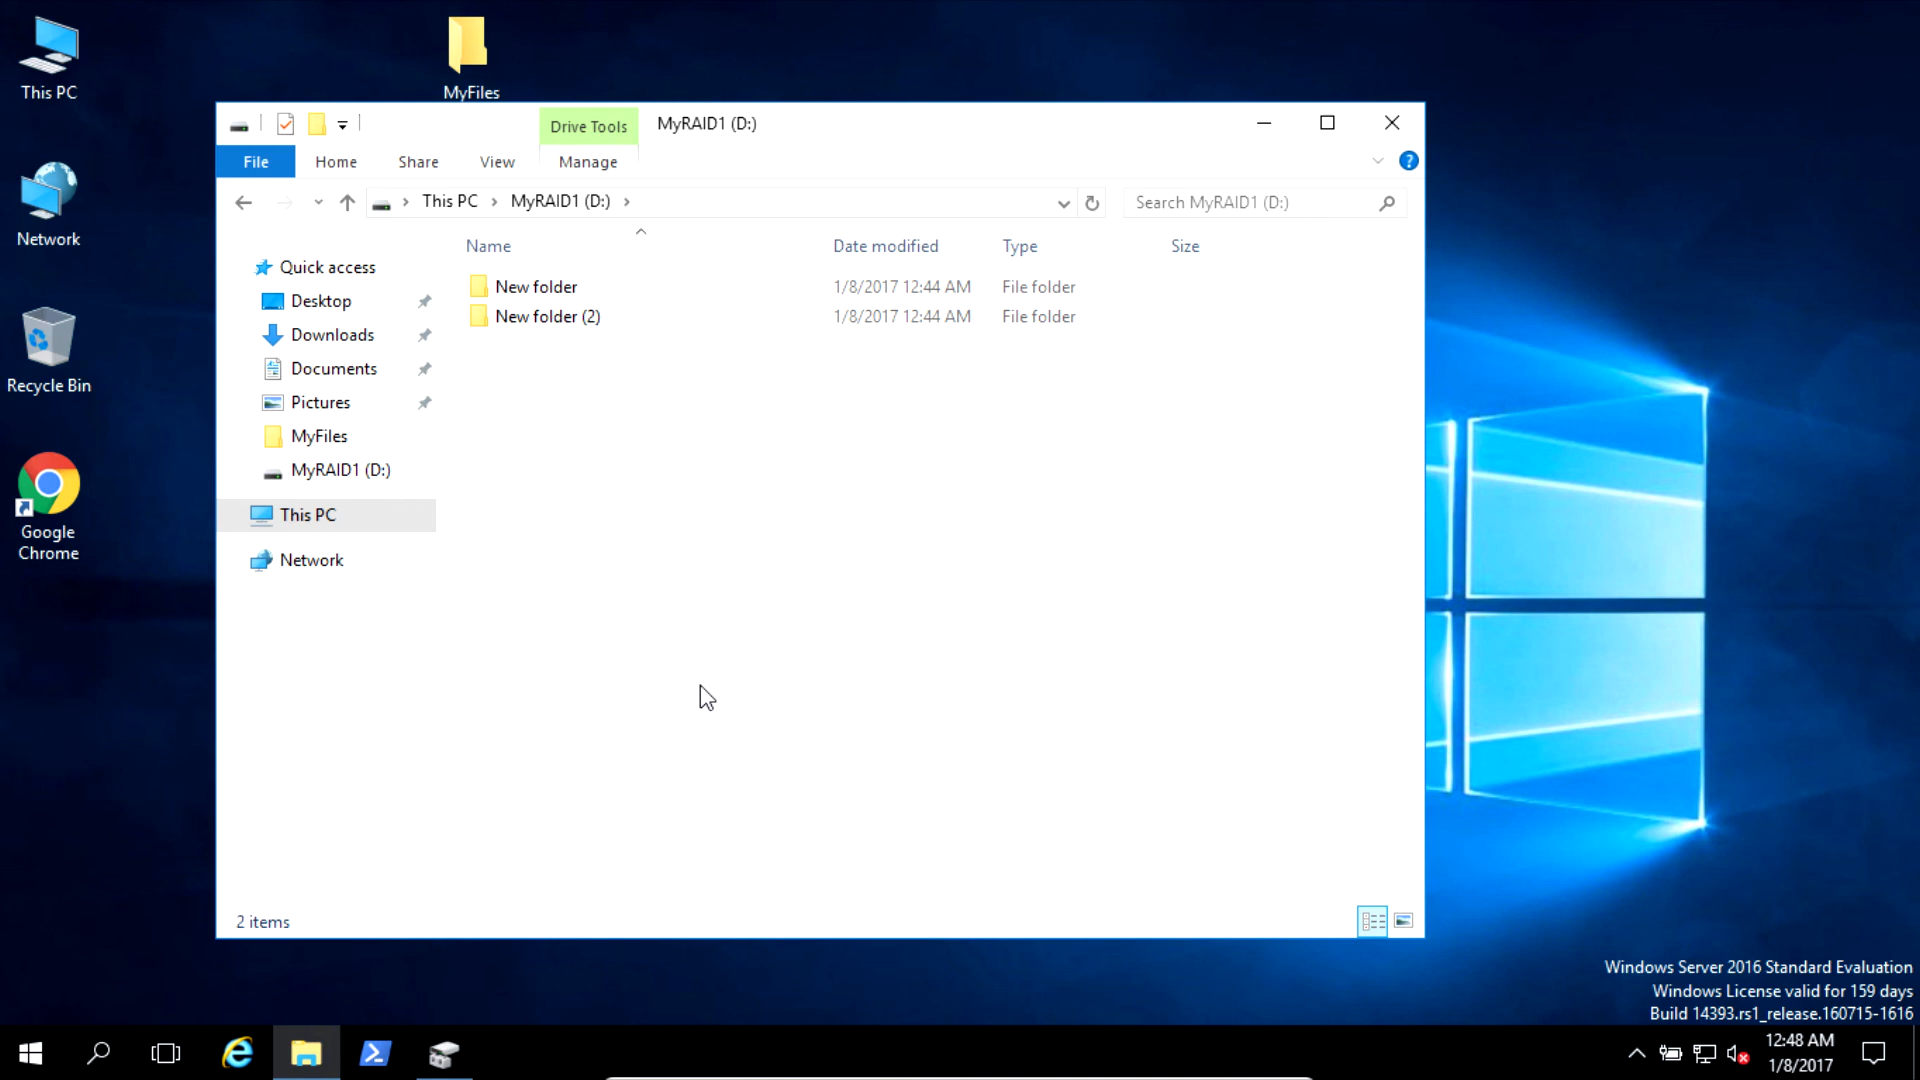 This PC
MyFiles
Network
Recycle Bin
Google
Chrome
Drive Tools
MyRAID1 (D:)
File
Home
Share
View
Manage
?
This PC
MyRAID1 (D:)
Search MyRAID1 (D:)
Name
Date modified
Type
Size
Quick access
Desktop
Downloads
Documents
Pictures
MyFiles
MyRAID1 (D:)
This PC
Network
New folder
1/8/2017 12:44 AM
File folder
New folder (2)
1/8/2017 12:44 AM
File folder
2 items
Windows Server 2016 Standard Evaluation
Windows License valid for 159 days
Build 14393.rs1_release.160715-1616
12:48 AM
1/8/2017